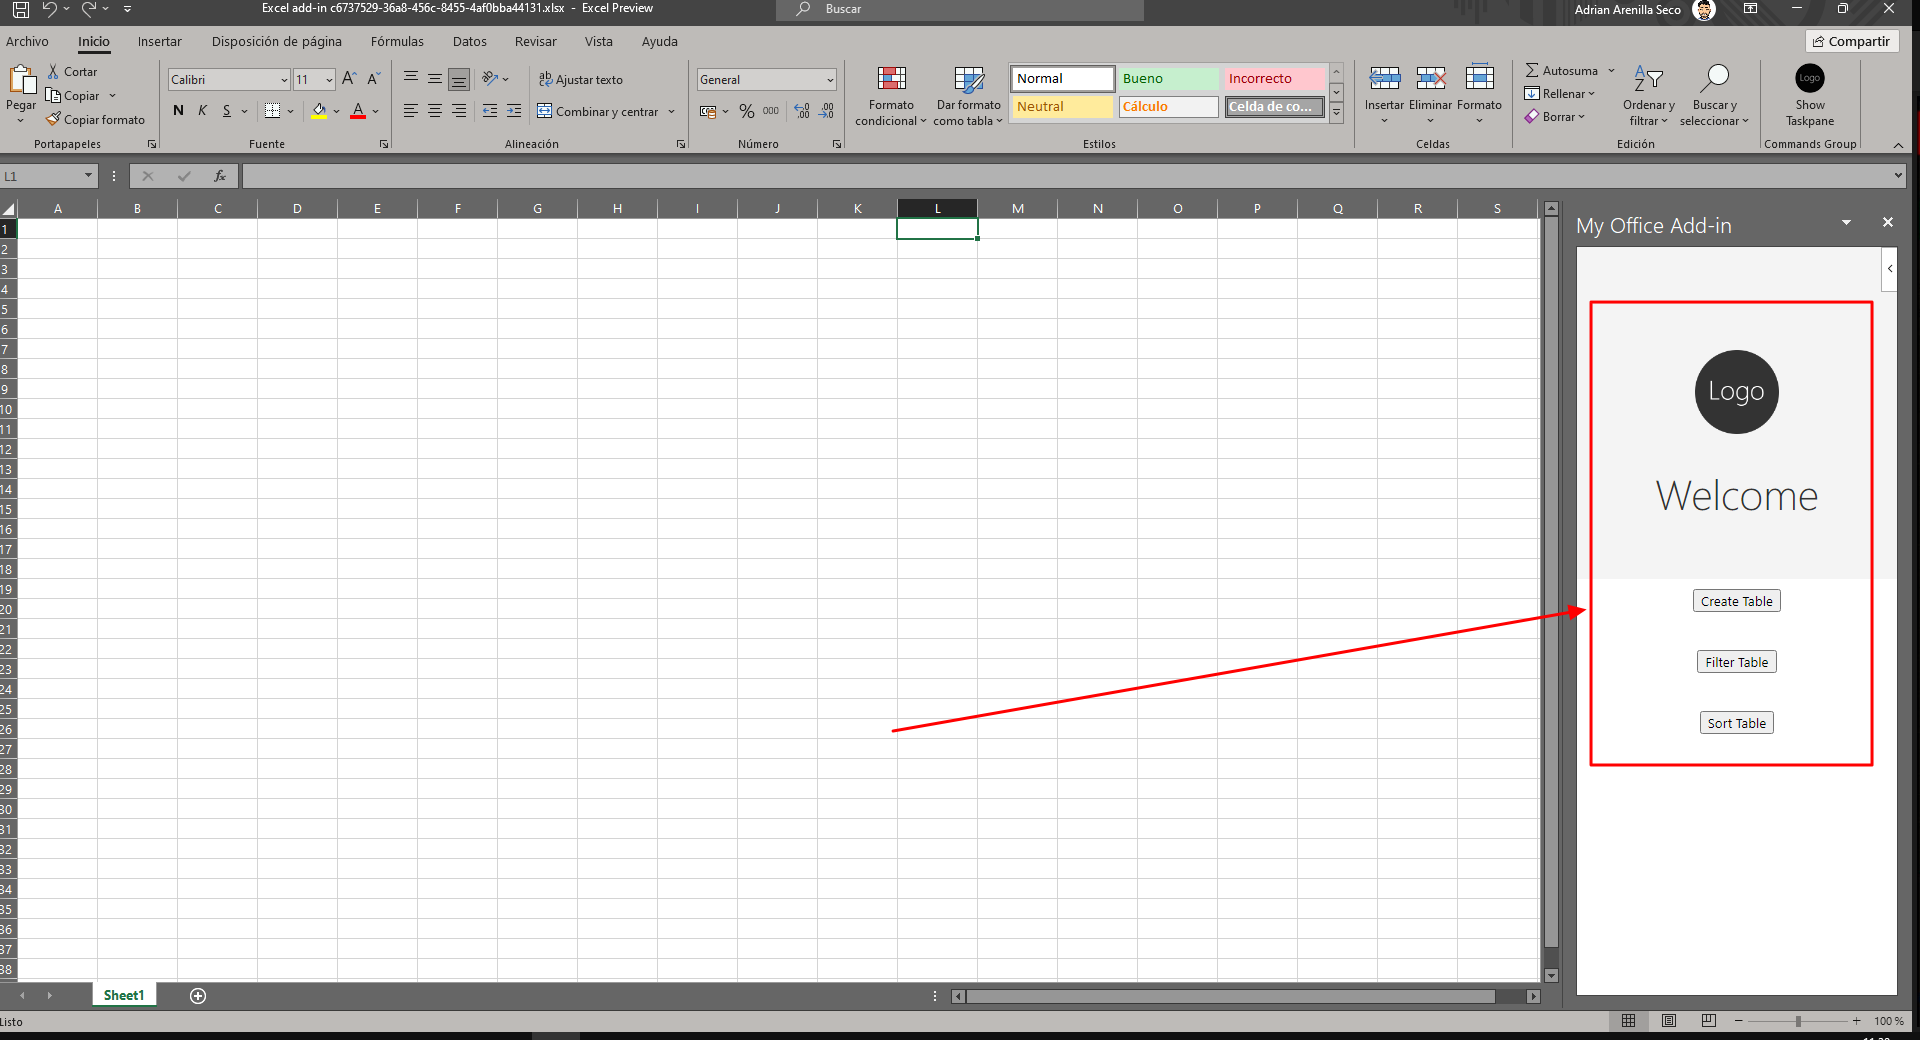 Excel add-in c6737529-36a8-456c-8455-4af0bba44131.xlsx - Excel Preview
Buscar
Adrian Arenilla Seco
Archivo Inicio Insertar Disposición de página Fórmulas Datos Revisar Vista Ayuda
Compartir
Pegar
Cortar
Copiar
Copiar formato
Portapapeles
Calibri 11
N K S
Fuente
Ajustar texto
Combinar y centrar
Alineación
General
% 000
Número
Formato condicional
Dar formato como tabla
Normal Bueno Incorrecto
Neutral Cálculo Celda de co...
Estilos
Insertar Eliminar Formato
Celdas
Autosuma
Rellenar
Borrar
Ordenar y filtrar
Buscar y seleccionar
Edición
Logo
Show Taskpane
Commands Group
L1
fx
A B C D E F G H I J K L M N O P Q R S
1
2
3
4
5
6
7
8
9
10
11
12
13
14
15
16
17
18
19
20
21
22
23
24
25
26
27
28
29
30
31
32
33
34
35
36
37
38
My Office Add-in
Logo
Welcome
Create Table
Filter Table
Sort Table
Sheet1
Listo
100 %